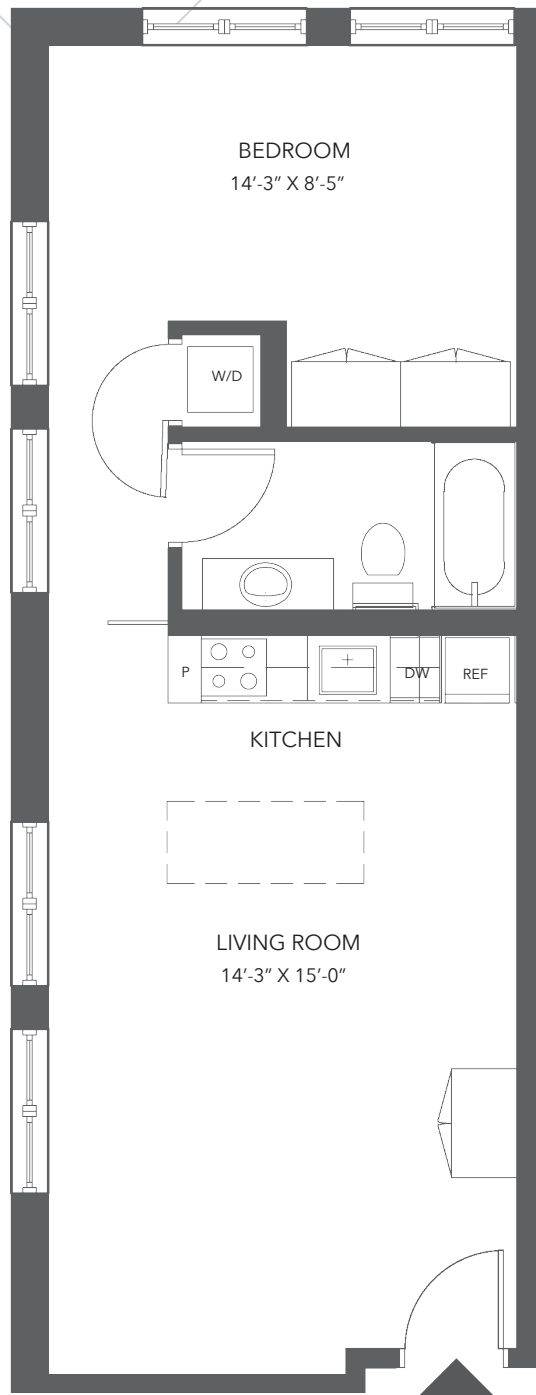 BEDROOM
14’-3” X 8’-5”
W/D
P
DW
REF
KITCHEN
LIVING ROOM
14’-3” X 15’-0”